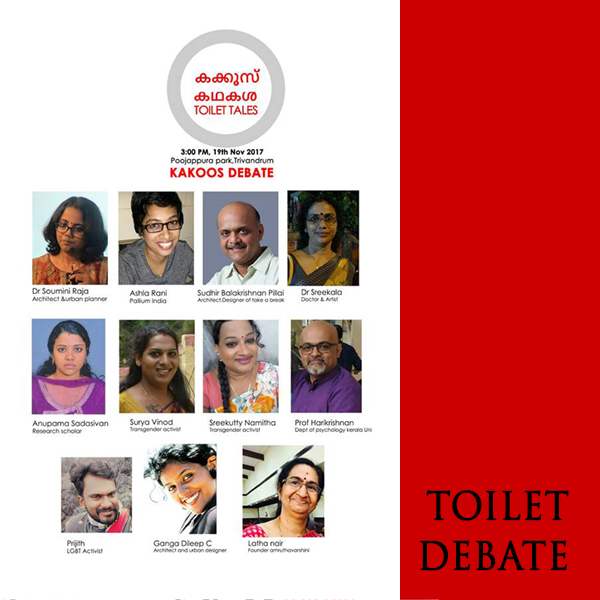 കക്കൂസ്
കഥകശ
TOILET TALES
3:00 PM, 19th Nov 2017
Poojappura park,Trivandrum
KAKOOS DEBATE
Dr Soumini Raja
Architect &urban planner
Ashla Rani
Pallium India
Sudhir Balakrishnan Pilai
Architect.Designer of take a break
Dr Sreekala
Doctor & Artist
Anupama Sadasivan
Research scholar
Surya Vinod
Transgender activist
Sreekutty Namitha
Transgender activist
Prof Harikrishnan
Dept of psychology kerala Uni
Prijith
LGBT Activist
Ganga Dileep C
Architect and urban designer
Latha nair
Founder amruthavarshini
TOILET
DEBATE